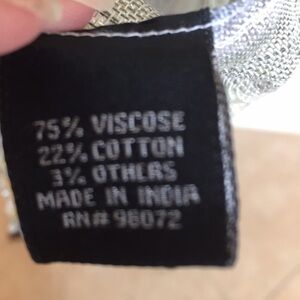 75% VISCOSE
22% COTTON
3% OTHERS
MADE IN INDIA
RN# 98072